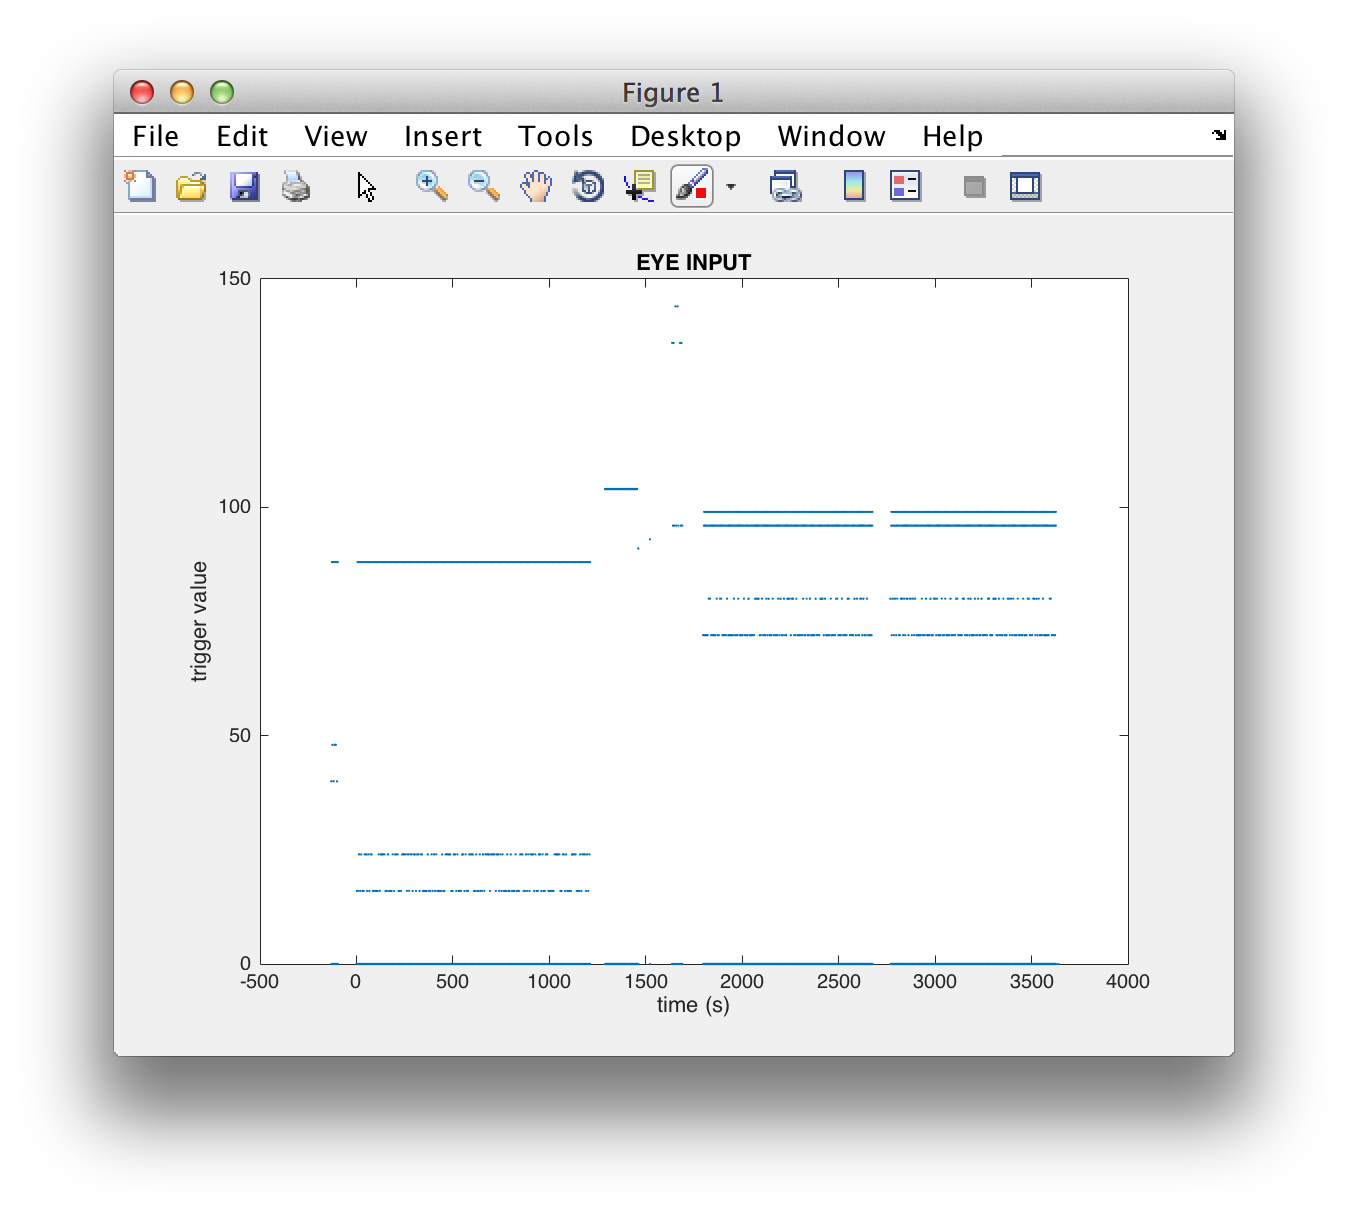 Figure 1
File Edit View Insert Tools Desktop Window Help
EYE INPUT
150
100
50
0
trigger value
-500 0 500 1000 1500 2000 2500 3000 3500 4000
time (s)